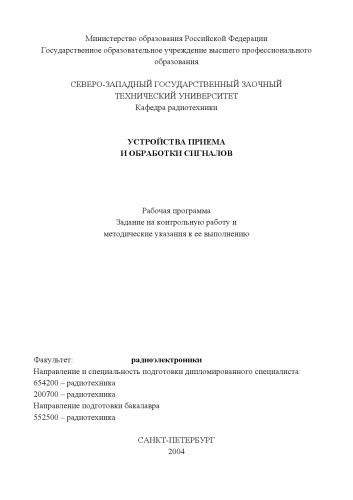 Министерство образования Российской Федерации
Государственное образовательное учреждение высшего профессионального
образования
СЕВЕРО-ЗАПАДНЫЙ ГОСУДАРСТВЕННЫЙ ЗАОЧНЫЙ
ТЕХНИЧЕСКИЙ УНИВЕРСИТЕТ
Кафедра радиотехники
УСТРОЙСТВА ПРИЕМА
И ОБРАБОТКИ СИГНАЛОВ
Рабочая программа
Задание на контрольную работу и
методические указания к ее выполнению
Факультет: радиоэлектроники
Направление и специальность подготовки дипломированного специалиста:
654200 – радиотехника
200700 – радиотехника
Направление подготовки бакалавра
552500 – радиотехника
САНКТ-ПЕТЕРБУРГ
2004